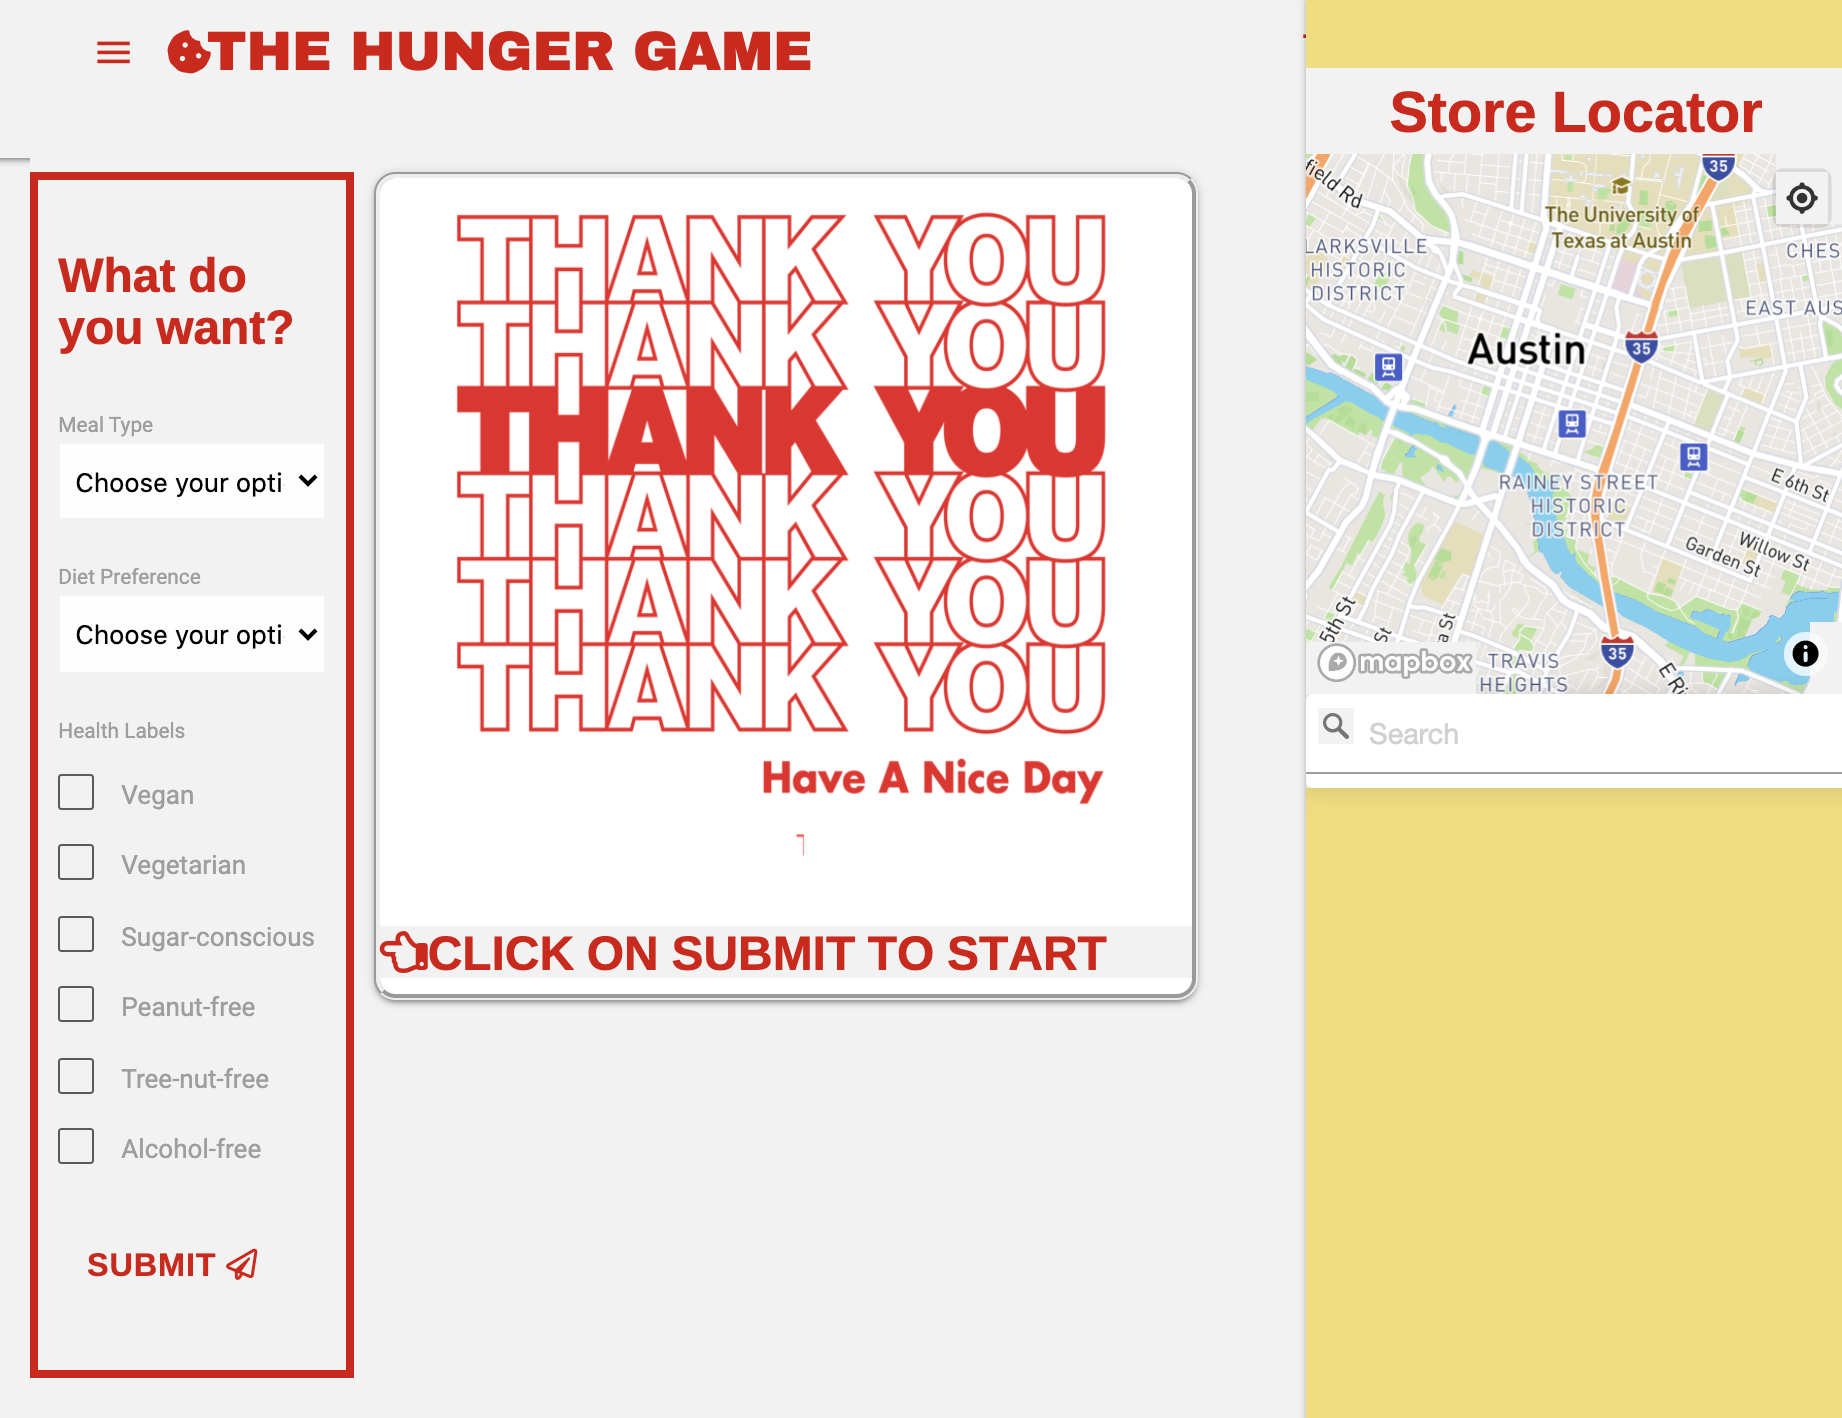 THE HUNGER GAME
What do
you want?
Meal Type
Choose your opti
Diet Preference
Choose your opti
Health Labels
Vegan
Vegetarian
Sugar-conscious
Peanut-free
Tree-nut-free
Alcohol-free
SUBMIT
THANK YOU
THANK YOU
THANK YOU
THANK YOU
THANK YOU
THANK YOU
Have A Nice Day
CLICK ON SUBMIT TO START
Store Locator
field Rd
35
The University of
Texas at Austin
LARKSVILLE
HISTORIC
DISTRICT
CHES
EAST AUS
Austin
35
RAINEY STREET
HISTORIC
DISTRICT
E 6th St
Willow St
Garden St
5th St
St
a St
35
mapbox
TRAVIS
HEIGHTS
E Ri
Search